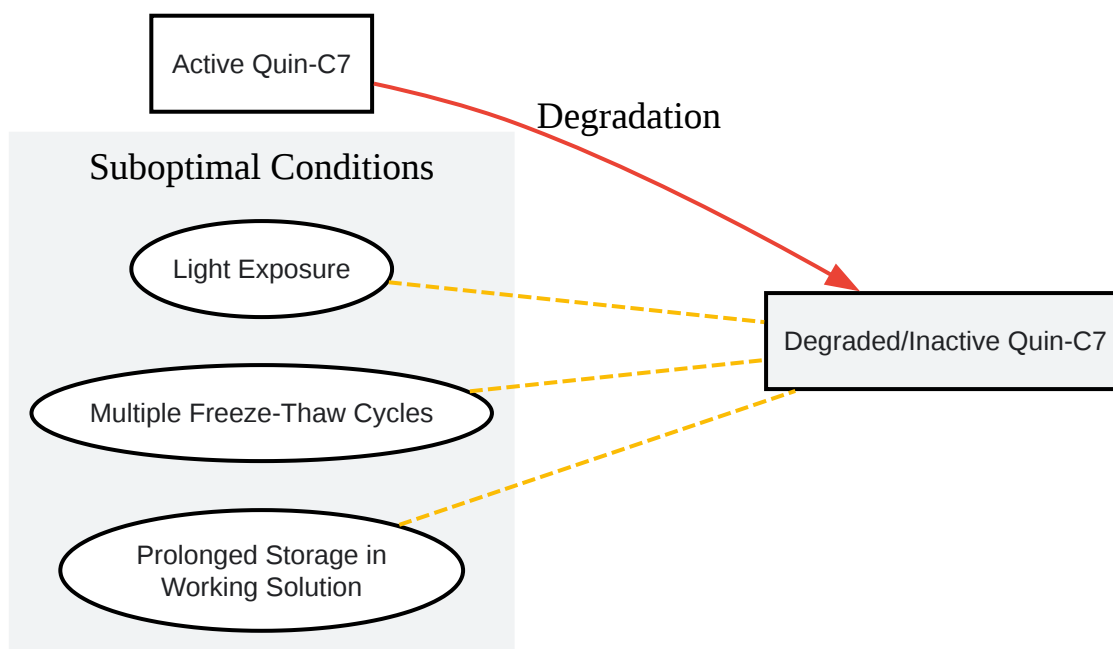 Active Quin-C7
Degradation
Suboptimal Conditions
Light Exposure
Degraded/Inactive Quin-C7
Multiple Freeze-Thaw Cycles
Prolonged Storage in
Working Solution